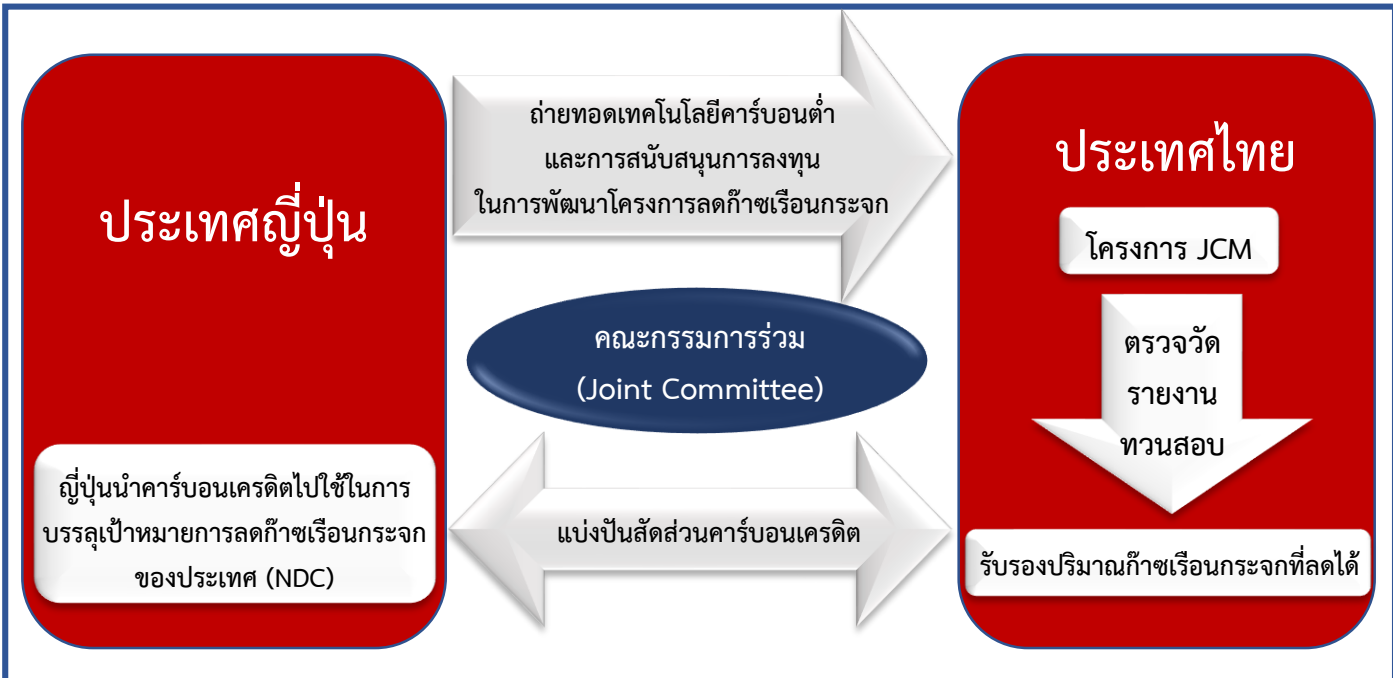 ประเทศญี่ปุ่น
ญี่ปุ่นนำคาร์บอนเครดิตไปใช้ในการ
บรรลุเป้าหมายการลดก๊าซเรือนกระจก
ของประเทศ (NDC)
ถ่ายทอดเทคโนโลยีคาร์บอนต่ำ
และการสนับสนุนการลงทุน
ในการพัฒนาโครงการลดก๊าซเรือนกระจก
คณะกรรมการร่วม
(Joint Committee)
แบ่งปันสัดส่วนคาร์บอนเครดิต
ประเทศไทย
โครงการ JCM
ตรวจวัด
รายงาน
ทวนสอบ
รับรองปริมาณก๊าซเรือนกระจกที่ลดได้